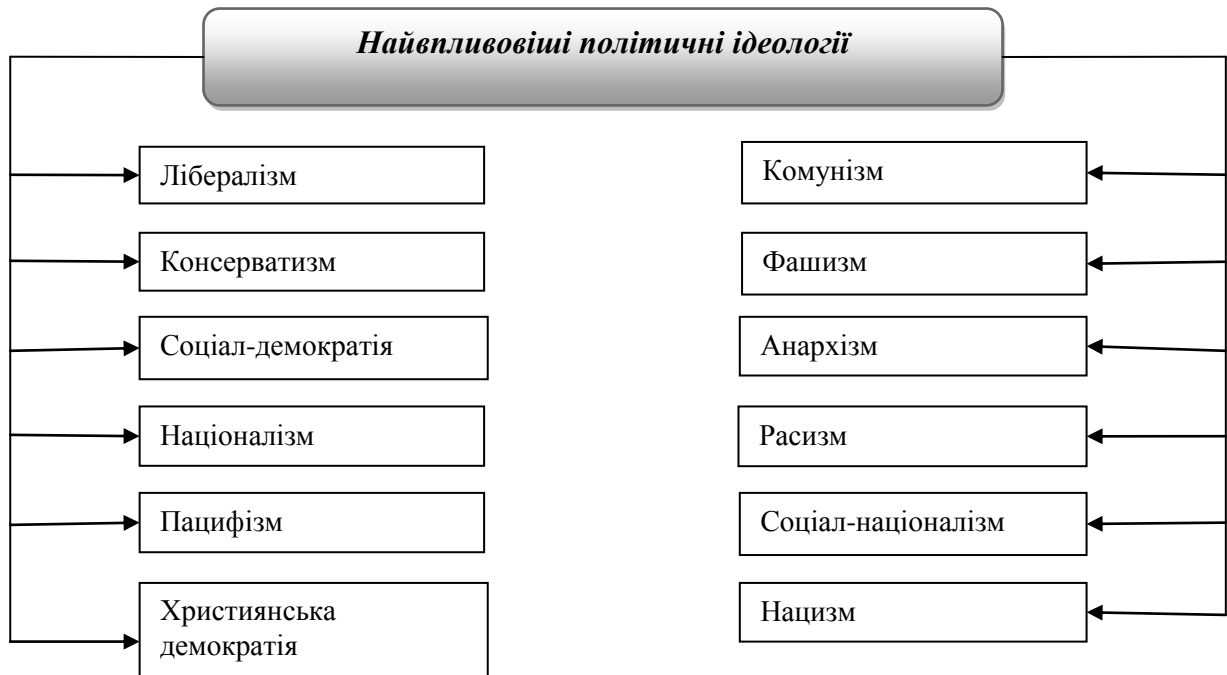 Найвпливовіші політичні ідеології
Лібералізм
Консерватизм
Соціал-демократія
Націоналізм
Пацифізм
Християнська
демократія
Комунізм
Фашизм
Анархізм
Расизм
Соціал-націоналізм
Нацизм